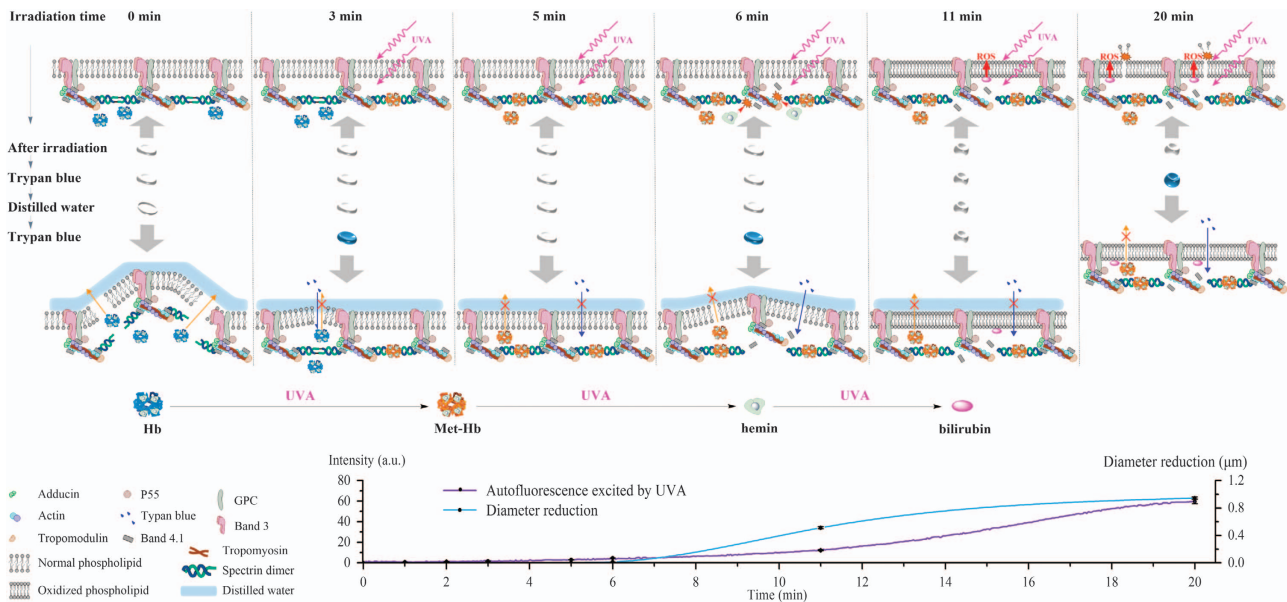 Irradiation time 0 min 3 min 5 min 6 min 11 min 20 min
UVA UVA UVA ROS UVA ROS ROS UVA
After irradiation
Trypan blue
Distilled water
Trypan blue
UVA UVA UVA
Hb Met-Hb hemin bilirubin
Intensity (a.u.) Diameter reduction (μm)
80 1.2
60 0.8
40
20 0.4
0 0.0
Autofluorescence excited by UVA
Diameter reduction
0 2 4 6 8 10 12 14 16 18 20
Time (min)
Adducin P55 GPC
Actin Typan blue Band 3
Tropomodulin Band 4.1
Normal phospholipid Tropomyosin
Spectrin dimer
Oxidized phospholipid Distilled water